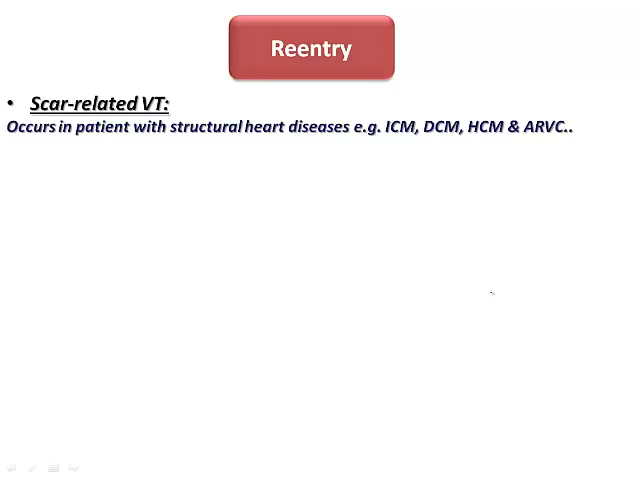 Reentry
• Scar-related VT:
Occurs in patient with structural heart diseases e.g. ICM, DCM, HCM & ARVC..